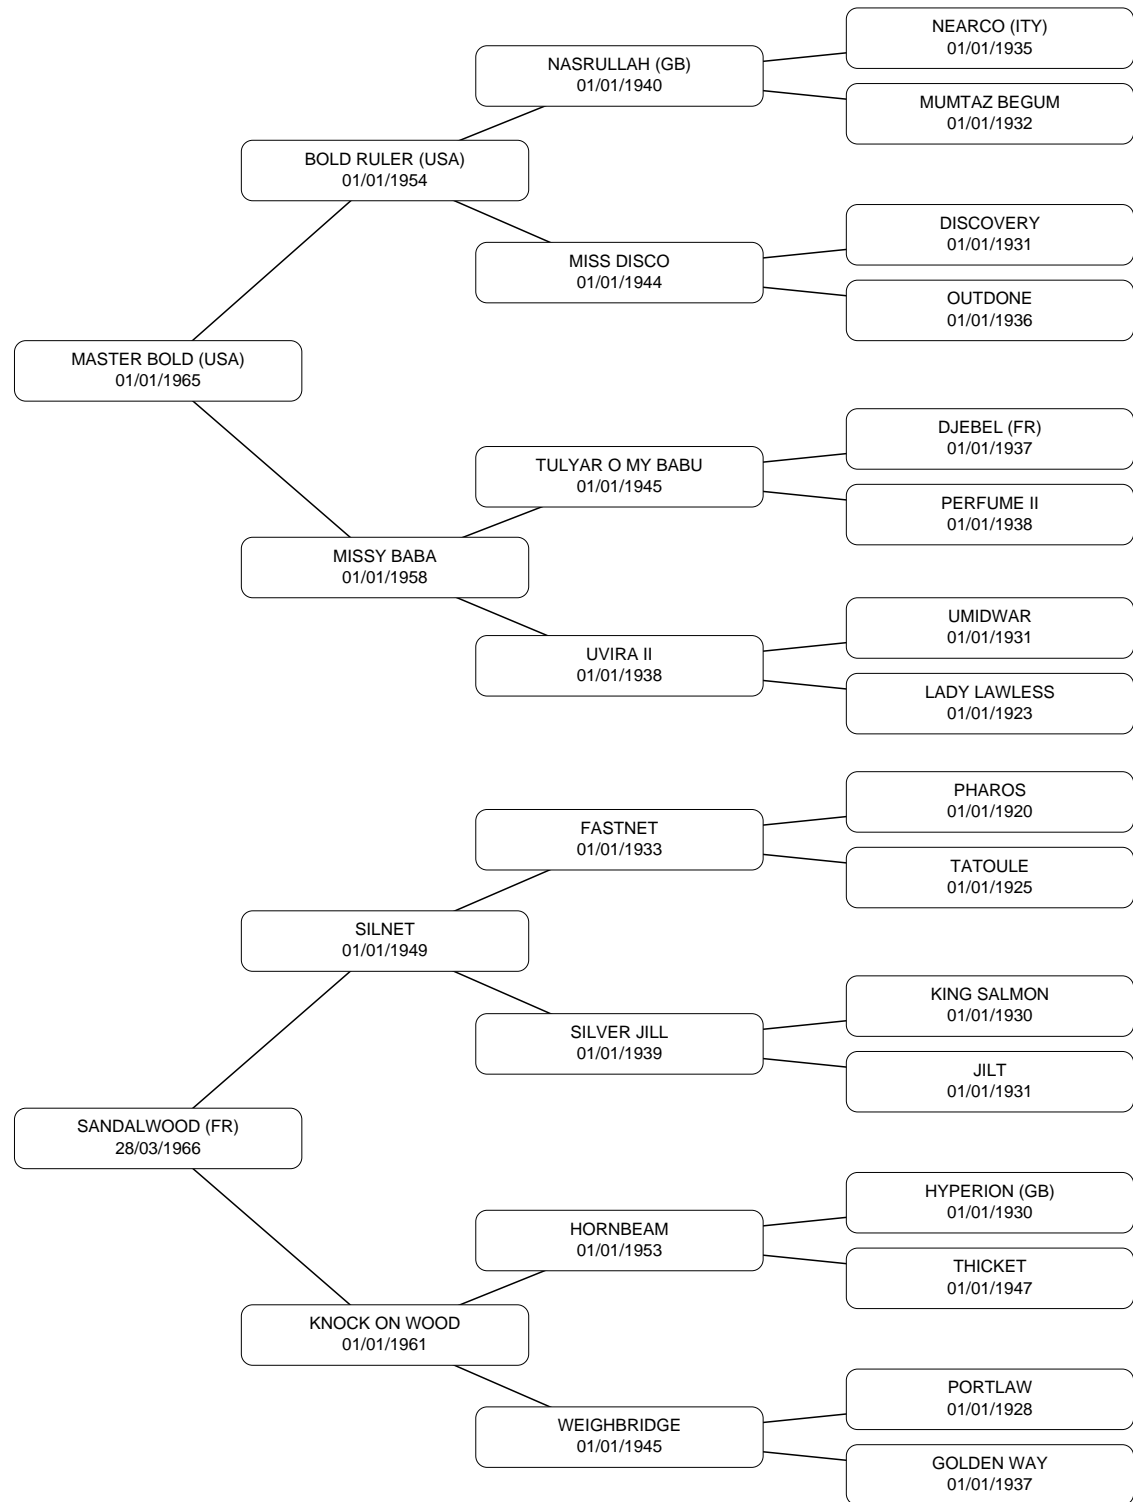 NEARCO (ITY)
01/01/1935
NASRULLAH (GB)
01/01/1940
MUMTAZ BEGUM
01/01/1932
BOLD RULER (USA)
01/01/1954
DISCOVERY
01/01/1931
MISS DISCO
01/01/1944
OUTDONE
01/01/1936
MASTER BOLD (USA)
01/01/1965
DJEBEL (FR)
01/01/1937
TULYAR O MY BABU
01/01/1945
PERFUME II
01/01/1938
MISSY BABA
01/01/1958
UMIDWAR
01/01/1931
UVIRA II
01/01/1938
LADY LAWLESS
01/01/1923
PHAROS
01/01/1920
FASTNET
01/01/1933
TATOULE
01/01/1925
SILNET
01/01/1949
KING SALMON
01/01/1930
SILVER JILL
01/01/1939
JILT
01/01/1931
SANDALWOOD (FR)
28/03/1966
HYPERION (GB)
01/01/1930
HORNBEAM
01/01/1953
THICKET
01/01/1947
KNOCK ON WOOD
01/01/1961
PORTLAW
01/01/1928
WEIGHBRIDGE
01/01/1945
GOLDEN WAY
01/01/1937